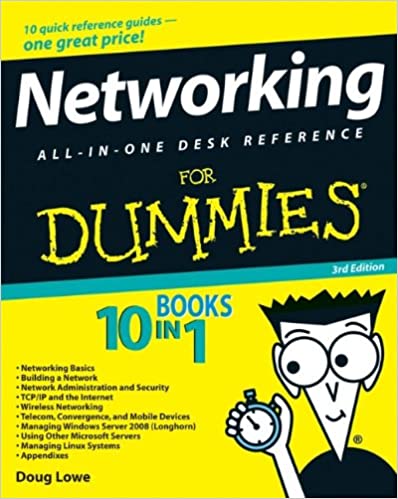 10 quick reference guides —
one great price!
Networking
ALL-IN-ONE DESK REFERENCE
FOR
DUMMIES®
3rd Edition
10 BOOKS IN 1
• Networking Basics
• Building a Network
• Network Administration and Security
• TCP/IP and the Internet
• Wireless Networking
• Telecom, Convergence, and Mobile Devices
• Managing Windows Server 2008 (Longhorn)
• Using Other Microsoft Servers
• Managing Linux Systems
• Appendixes
®
Doug Lowe